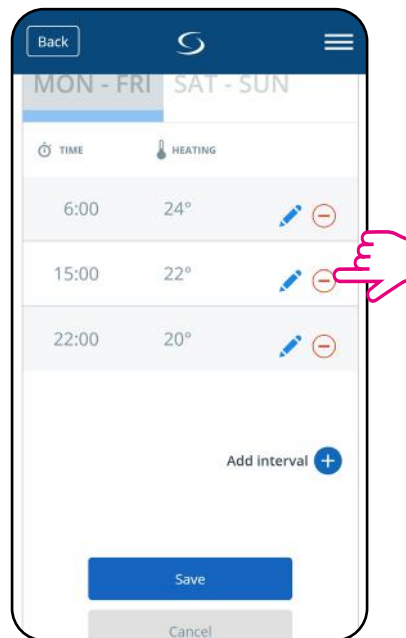 Back
MON - FRI SAT - SUN
TIME HEATING
6:00 24°
15:00 22°
22:00 20°
Add interval
Save
Cancel